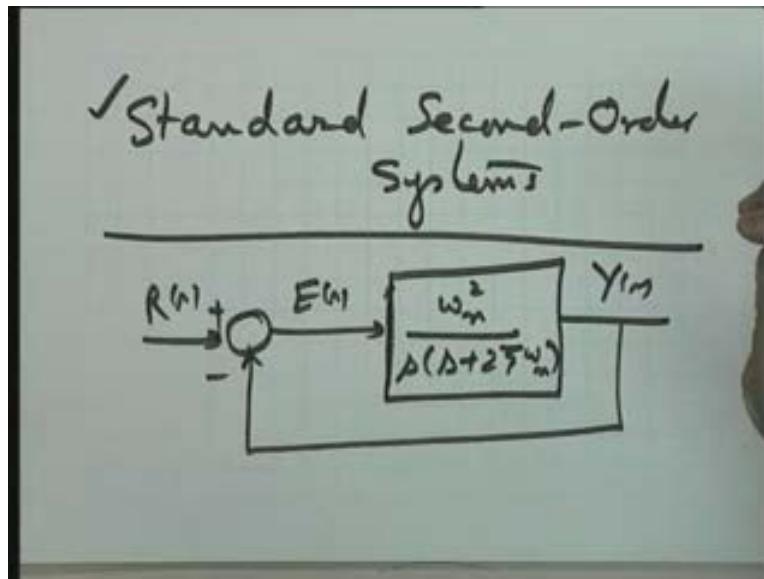 ✓Standard Second-Order
Systems
R(s) + E(s) ωn² Y(s)
− s(s+2ζωn)